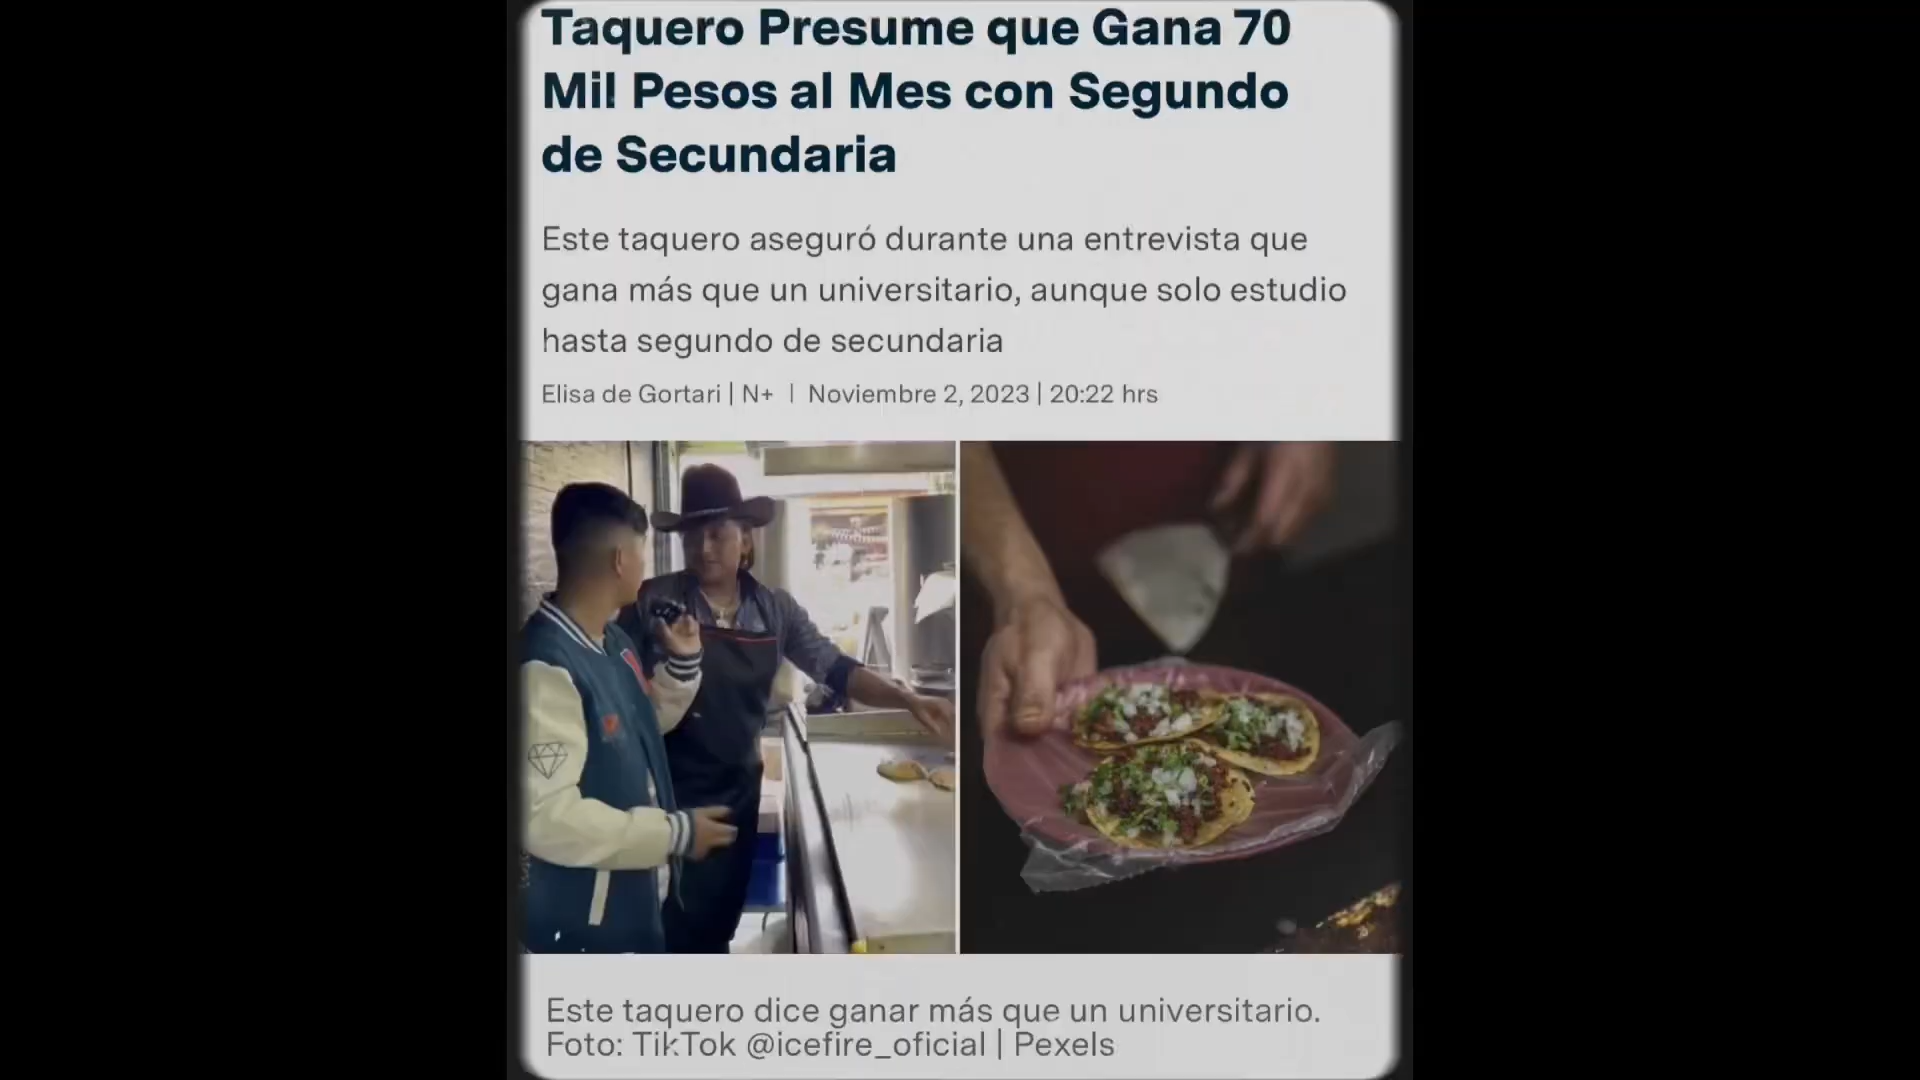 Taquero Presume que Gana 70
Mil Pesos al Mes con Segundo
de Secundaria
Este taquero aseguró durante una entrevista que
gana más que un universitario, aunque solo estudio
hasta segundo de secundaria
Elisa de Gortari | N+ | Noviembre 2, 2023 | 20:22 hrs
Este taquero dice ganar más que un universitario.
Foto: TikTok @icefire_oficial | Pexels